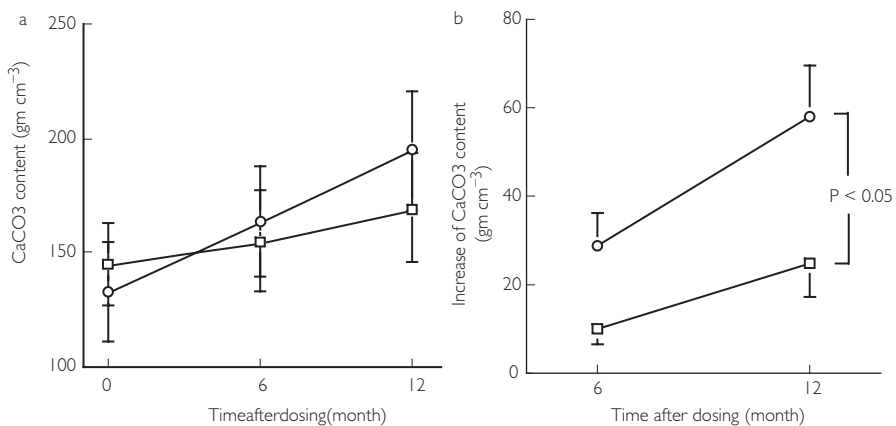 a
250
200
150
100
CaCO3 content (gm cm⁻³)
0
6
12
Timeafterdosing(month)
b
80
60
40
20
0
Increase of CaCO3 content
(gm cm⁻³)
P < 0.05
6
12
Time after dosing (month)